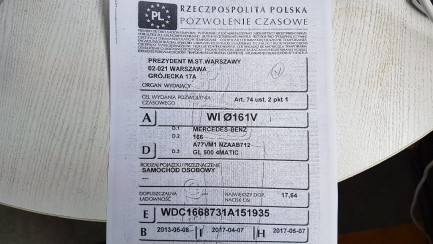 PL
RZECZPOSPOLITA POLSKA
POZWOLENIE CZASOWE
PREZYDENT M.ST.WARSZAWY
02-021 WARSZAWA
GRÓJECKA 17A
ORGAN WYDAJĄCY
CEL WYDANIA POZWOLENIA
CZASOWEGO
Art. 74 ust. 2 pkt 1
A WI Ø161V
D.1 MERCEDES-BENZ
D.2 166
D A77VM1 NZAAB712
D.3 GL 500 4MATIC
RODZAJ POJAZDU I PRZEZNACZENIE
SAMOCHÓD OSOBOWY
---
DOPUSZCZALNA
ŁADOWNOŚĆ
NAJWIĘKSZY DOP.
NACISK OSI
17,64
E WDC1668731A151935
B 2013-05-08 I 2017-04-07 H 2017-05-07